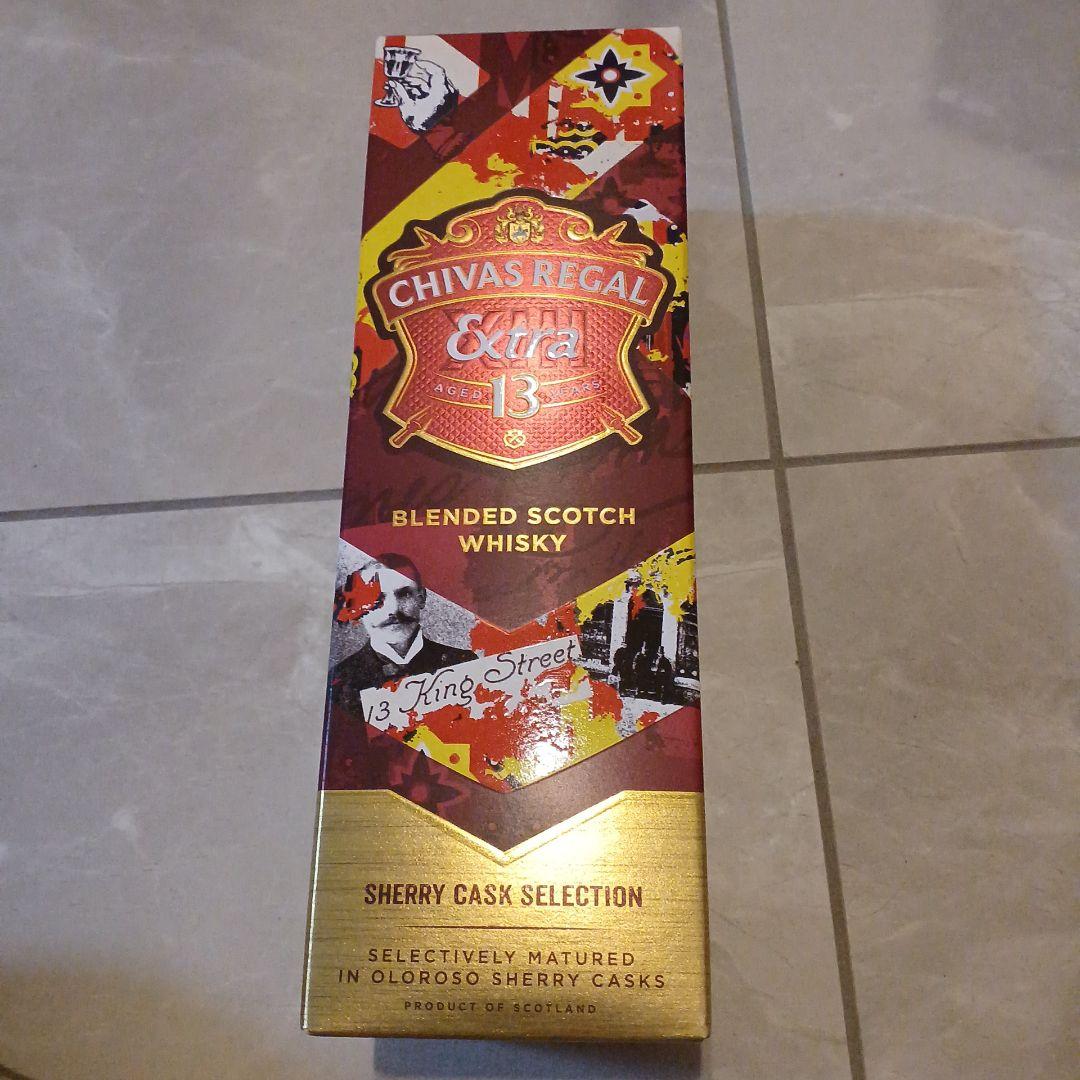 CHIVAS REGAL
XIII
Extra
AGED 13 YEARS
BLENDED SCOTCH
WHISKY
13 King Street
SHERRY CASK SELECTION
SELECTIVELY MATURED
IN OLOROSO SHERRY CASKS
PRODUCT OF SCOTLAND